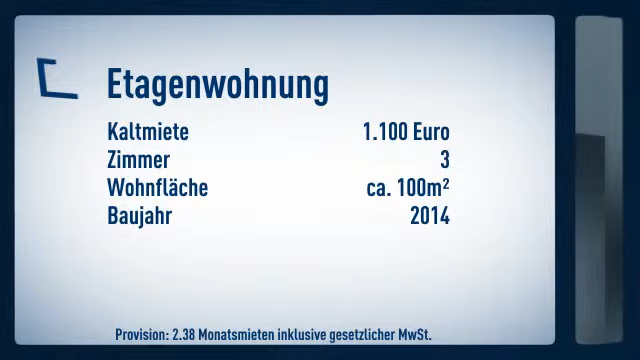 Etagenwohnung
Kaltmiete 1.100 Euro
Zimmer 3
Wohnfläche ca. 100m²
Baujahr 2014
Provision: 2.38 Monatsmieten inklusive gesetzlicher MwSt.